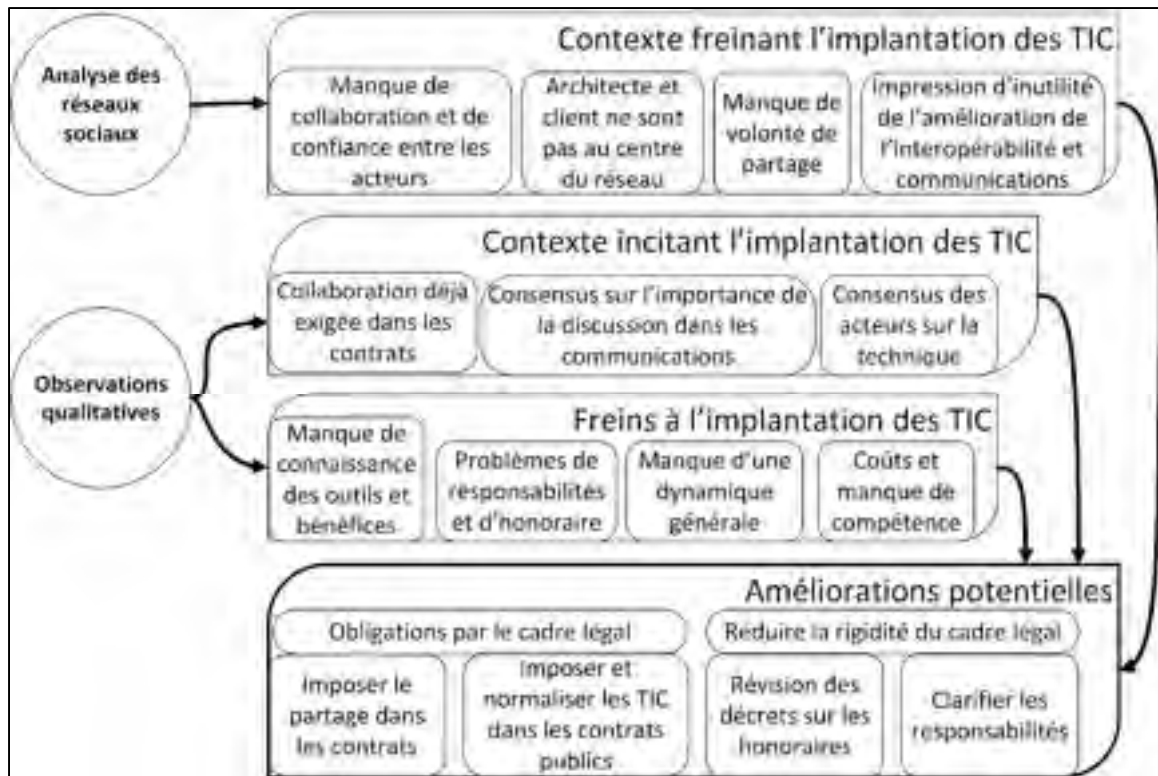 Analyse des
réseaux
sociaux
Contexte freinant l'implantation des TIC
Manque de
collaboration et de
confiance entre les
acteurs
Architecte et
client ne sont
pas au centre
du réseau
Manque de
volonté de
partage
Impression d'inutilité
de l'amélioration de
l'interopérabilité et
communications
Observations
qualitatives
Contexte incitant l'implantation des TIC
Collaboration déjà
exigée dans les
contrats
Consensus sur l'importance de
la discussion dans les
communications
Consensus des
acteurs sur la
technique
Freins à l'implantation des TIC
Manque de
connaissance
des outils et
bénéfices
Problèmes de
responsabilités
et d'honoraire
Manque d'une
dynamique
générale
Coûts et
manque de
compétence
Améliorations potentielles
Obligations par le cadre légal
Réduire la rigidité du cadre légal
Imposer le
partage dans
les contrats
Imposer et
normaliser les TIC
dans les contrats
publics
Révision des
décrets sur les
honoraires
Clarifier les
responsabilités